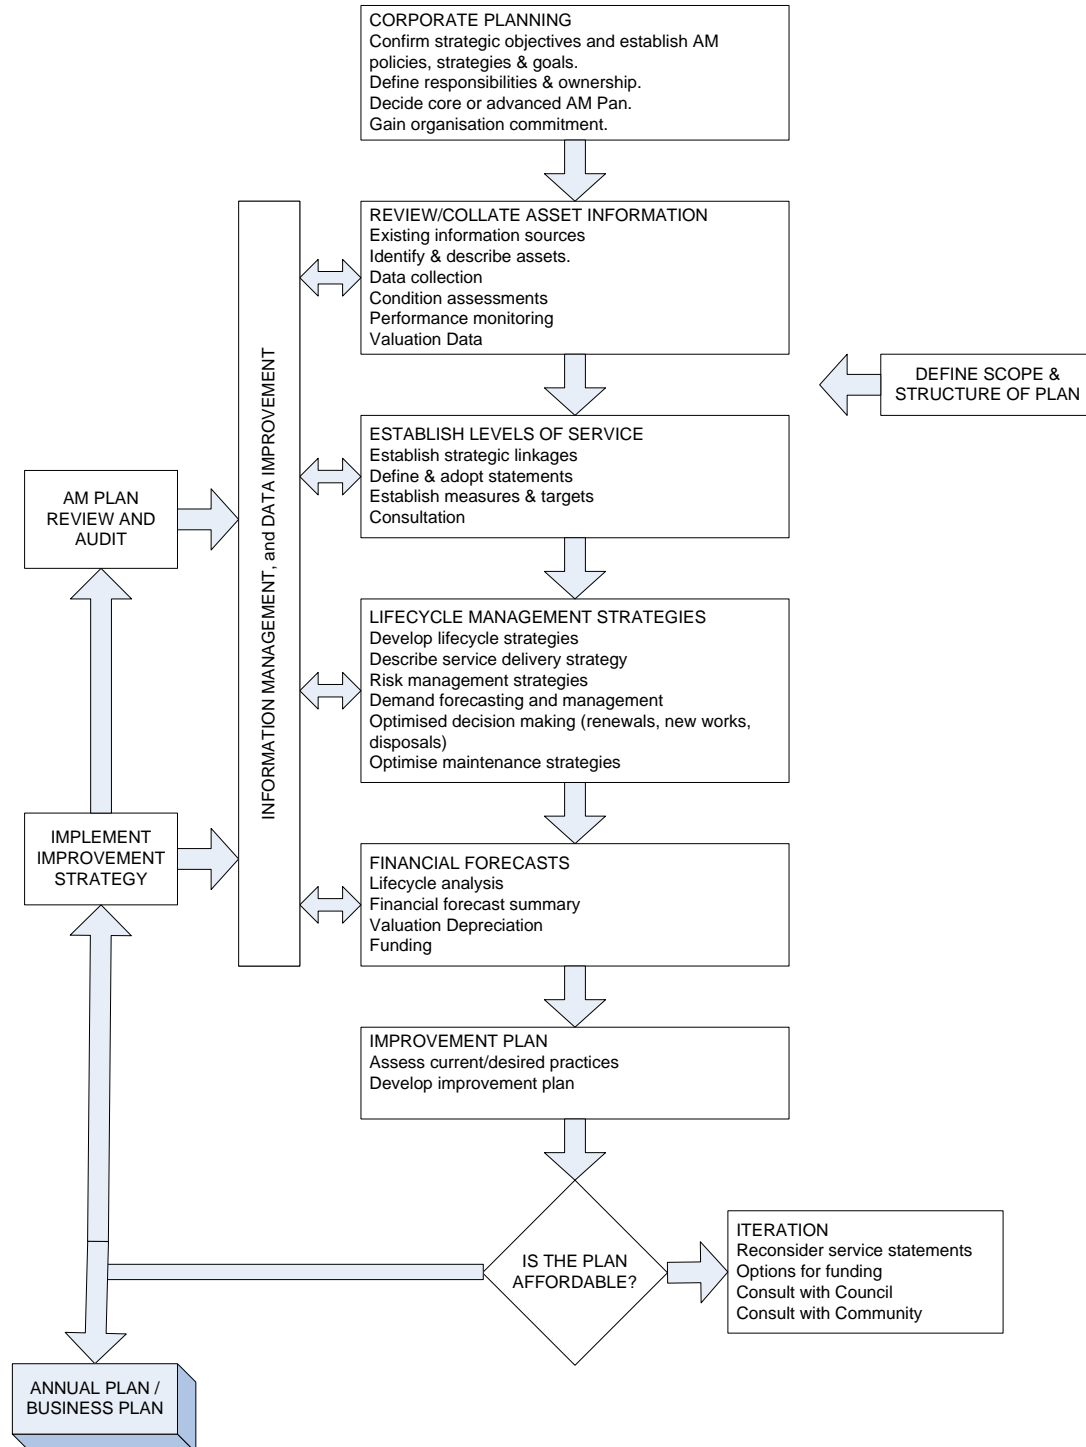 CORPORATE PLANNING
Confirm strategic objectives and establish AM
policies, strategies & goals.
Define responsibilities & ownership.
Decide core or advanced AM Pan.
Gain organisation commitment.
REVIEW/COLLATE ASSET INFORMATION
Existing information sources
Identify & describe assets.
Data collection
Condition assessments
Performance monitoring
Valuation Data
DEFINE SCOPE &
STRUCTURE OF PLAN
INFORMATION MANAGEMENT, and DATA IMPROVEMENT
ESTABLISH LEVELS OF SERVICE
Establish strategic linkages
Define & adopt statements
Establish measures & targets
Consultation
AM PLAN
REVIEW AND
AUDIT
LIFECYCLE MANAGEMENT STRATEGIES
Develop lifecycle strategies
Describe service delivery strategy
Risk management strategies
Demand forecasting and management
Optimised decision making (renewals, new works,
disposals)
Optimise maintenance strategies
IMPLEMENT
IMPROVEMENT
STRATEGY
FINANCIAL FORECASTS
Lifecycle analysis
Financial forecast summary
Valuation Depreciation
Funding
IMPROVEMENT PLAN
Assess current/desired practices
Develop improvement plan
IS THE PLAN
AFFORDABLE?
ITERATION
Reconsider service statements
Options for funding
Consult with Council
Consult with Community
ANNUAL PLAN /
BUSINESS PLAN